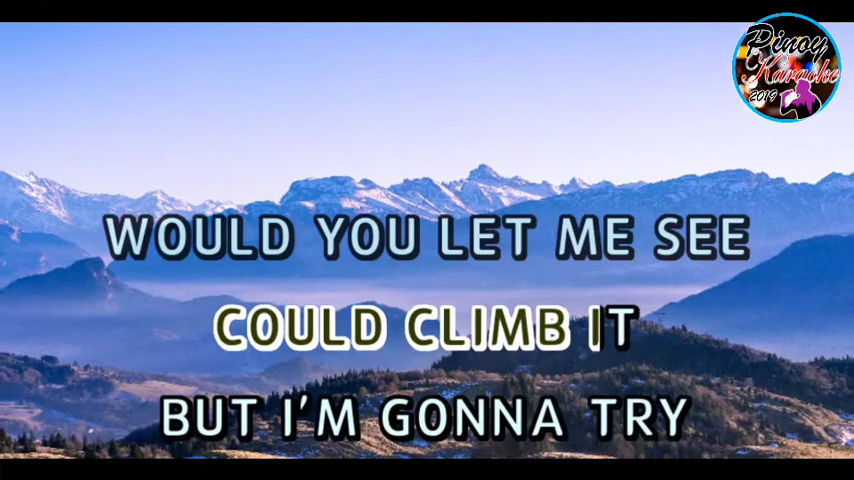 Pinoy
Karaoke
2019
WOULD YOU LET ME SEE
COULD CLIMB IT
BUT I'M GONNA TRY